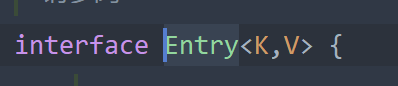 interface Entry<K,V> {